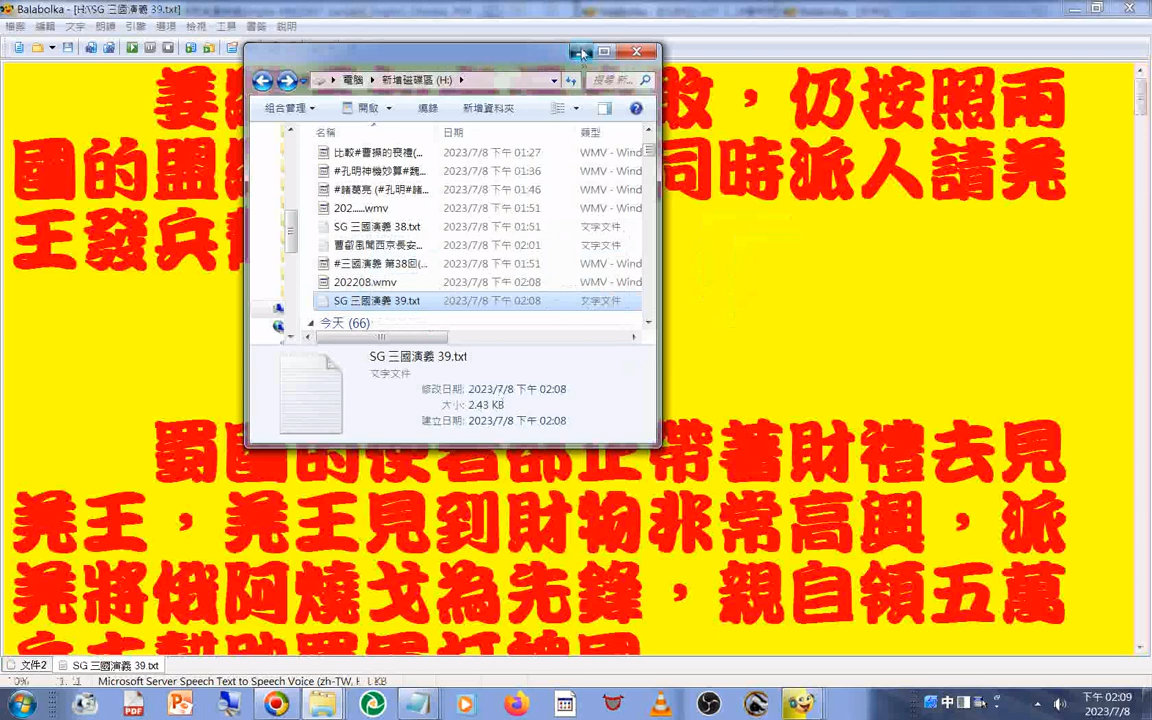 Balabolka - [H:\SG 三國演義 39.txt]
檔案 編輯 文字 朗讀 引擎 選項 檢視 工具 書籤 說明
敗，仍按照兩
國的盟
同時派人請羌
王發兵
電腦 新增磁碟區 (H:) 搜尋 新...
組合管理 開啟 編錄 新增資料夾
名稱 日期 類型
比較#曹操的喪禮(... 2023/7/8 下午 01:27 WMV - Wind
#孔明神機妙算#魏... 2023/7/8 下午 01:36 WMV - Wind
#諸葛亮 (#孔明#諸... 2023/7/8 下午 01:46 WMV - Wind
202......wmv 2023/7/8 下午 01:51 WMV - Wind
SG 三國演義 38.txt 2023/7/8 下午 01:51 文字文件
曹叡風聞西京長安... 2023/7/8 下午 02:01 文字文件
#三國演義 第38回(... 2023/7/8 下午 01:51 WMV - Wind
202208.wmv 2023/7/8 下午 02:08 WMV - Wind
SG 三國演義 39.txt 2023/7/8 下午 02:08 文字文件
今天 (66)
SG 三國演義 39.txt
文字文件
修改日期: 2023/7/8 下午 02:08
大小: 2.43 KB
建立日期: 2023/7/8 下午 02:08
蜀國的使者郤正帶著財禮去見
羌王，羌王見到財物非常高興，派
羌將俄阿燒戈為先鋒，親自領五萬
文件2 SG 三國演義 39.txt
Microsoft Server Speech Text to Speech Voice (zh-TW,
中
下午 02:09
2023/7/8